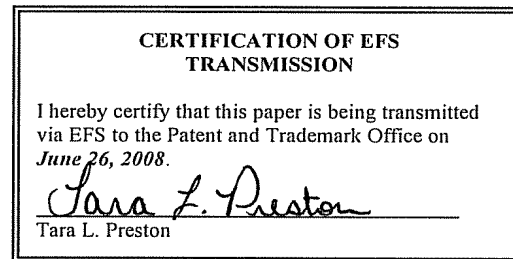 CERTIFICATION OF EFS
TRANSMISSION
I hereby certify that this paper is being transmitted
via EFS to the Patent and Trademark Office on
June 26, 2008.
Tara L. Preston
Tara L. Preston